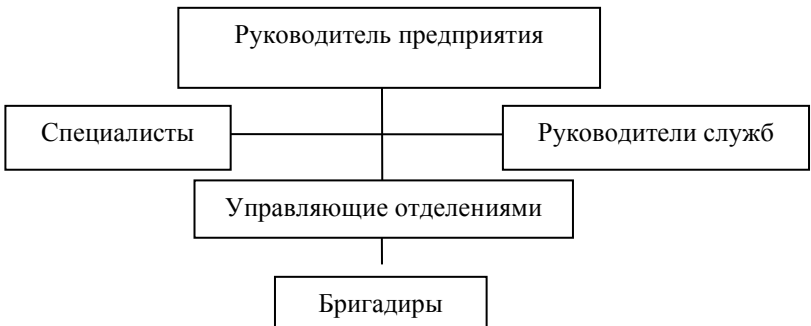 Руководитель предприятия
Специалисты
Руководители служб
Управляющие отделениями
Бригадиры